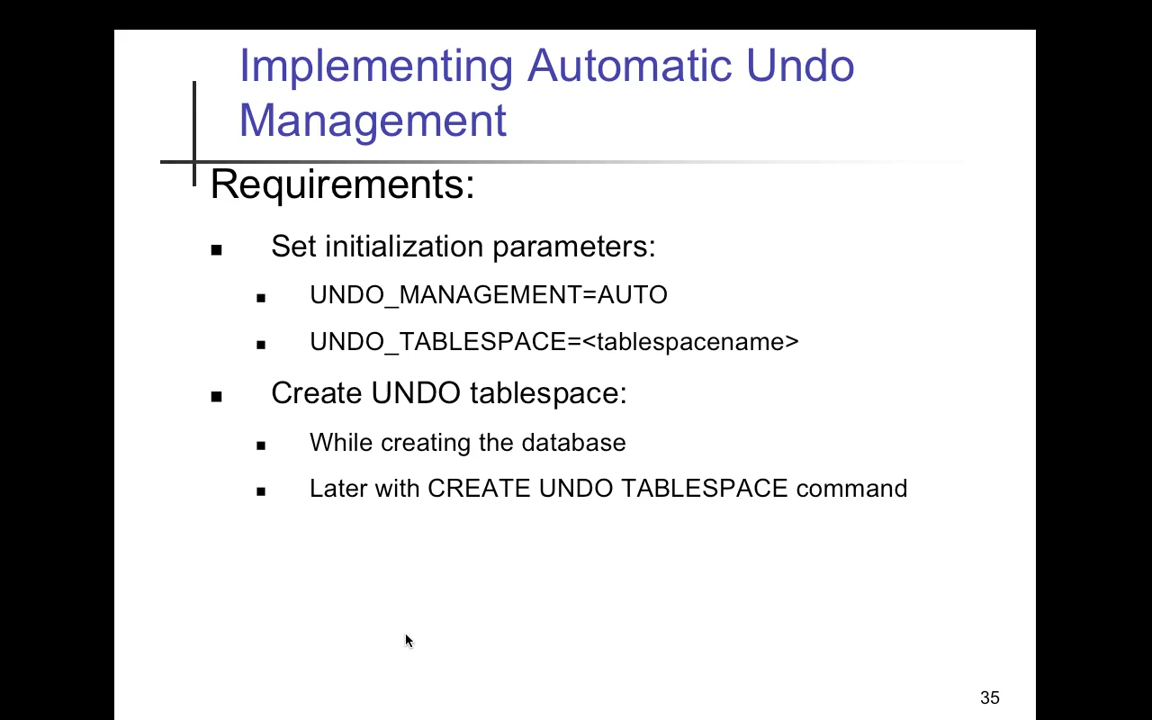 Implementing Automatic Undo
Management
Requirements:
Set initialization parameters:
UNDO_MANAGEMENT=AUTO
UNDO_TABLESPACE=<tablespacename>
Create UNDO tablespace:
While creating the database
Later with CREATE UNDO TABLESPACE command
35